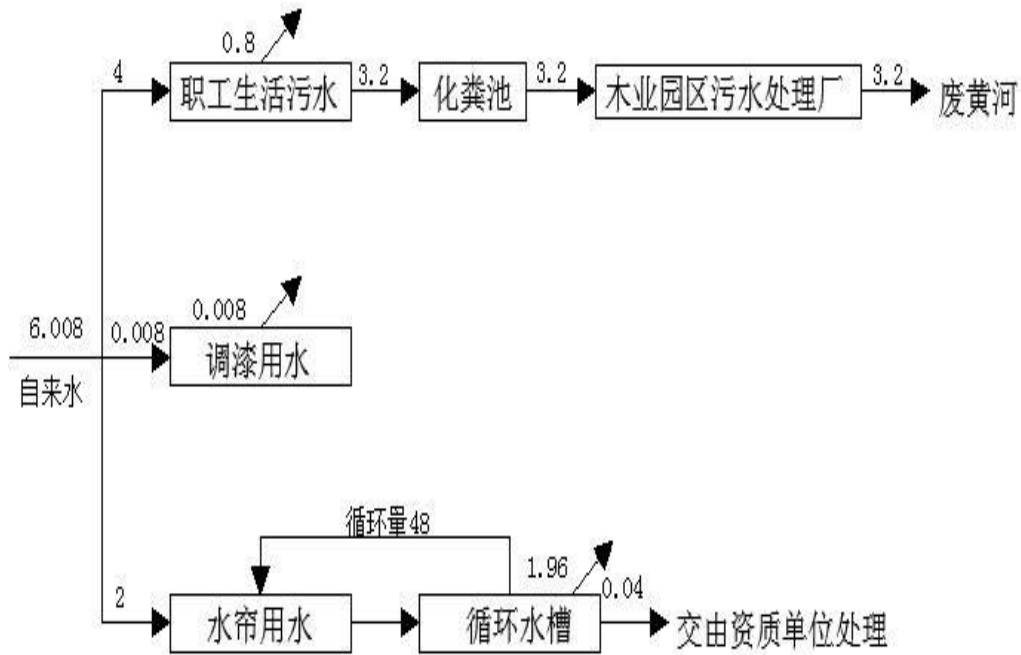 0.8
4
职工生活污水
3.2
化粪池
3.2
木业园区污水处理厂
3.2
废黄河
6.008
自来水
0.008
0.008
调漆用水
循环量48
2
水帘用水
循环水槽
1.96
0.04
交由资质单位处理